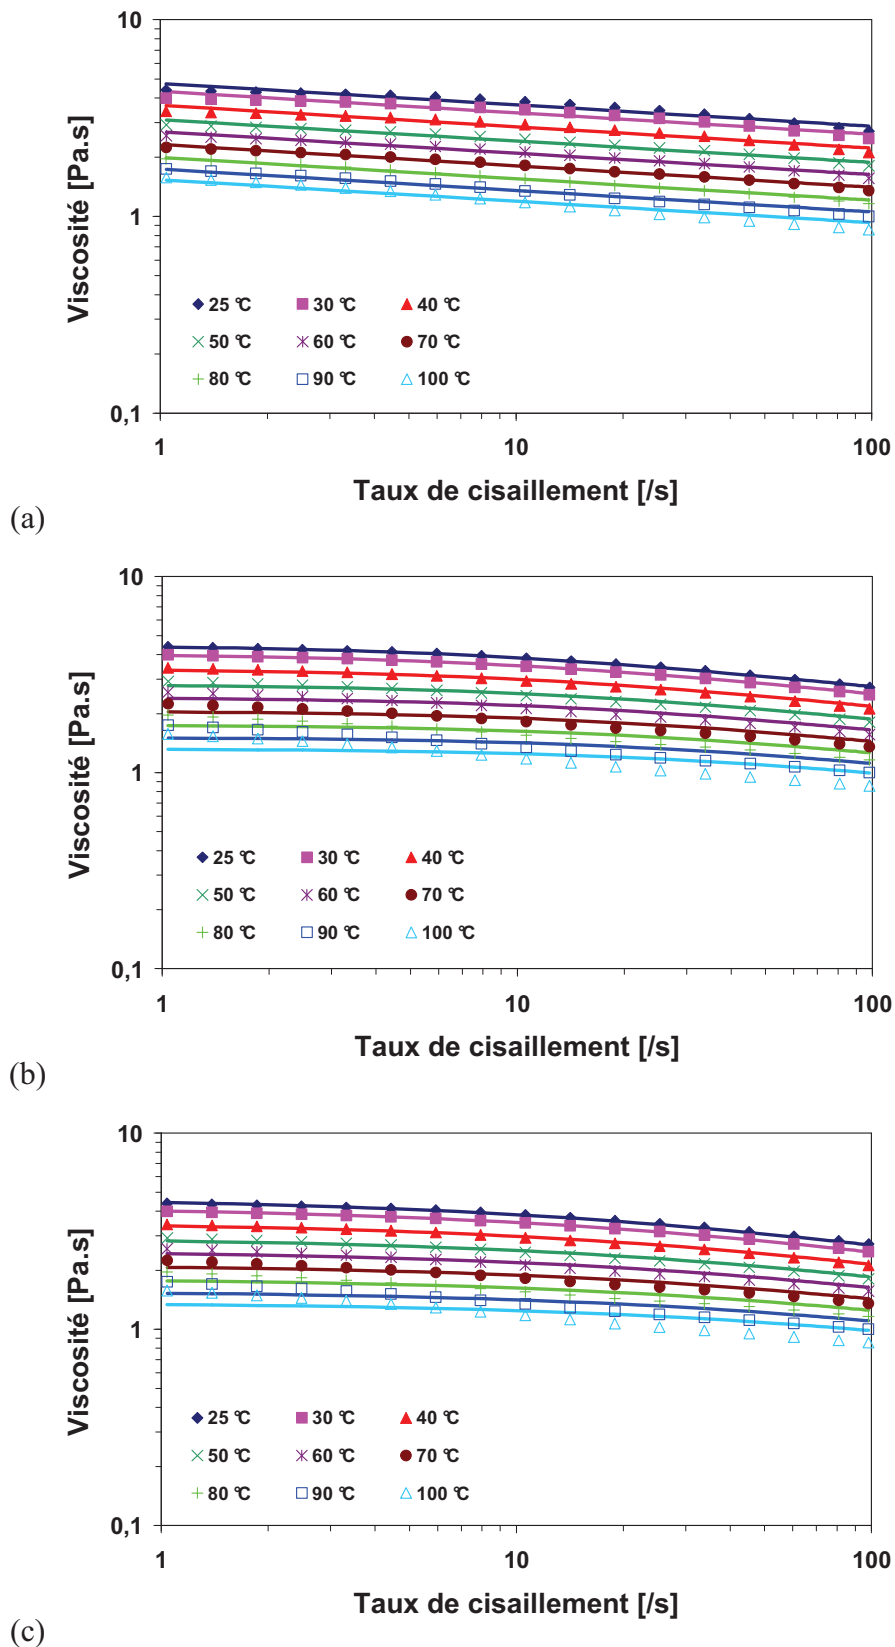 10
1
0,1
Viscosité [Pa.s]
25 °C 30 °C 40 °C
50 °C 60 °C 70 °C
80 °C 90 °C 100 °C
1 10 100
Taux de cisaillement [/s]
(a)
10
1
0,1
Viscosité [Pa.s]
25 °C 30 °C 40 °C
50 °C 60 °C 70 °C
80 °C 90 °C 100 °C
1 10 100
Taux de cisaillement [/s]
(b)
10
1
0,1
Viscosité [Pa.s]
25 °C 30 °C 40 °C
50 °C 60 °C 70 °C
80 °C 90 °C 100 °C
1 10 100
Taux de cisaillement [/s]
(c)